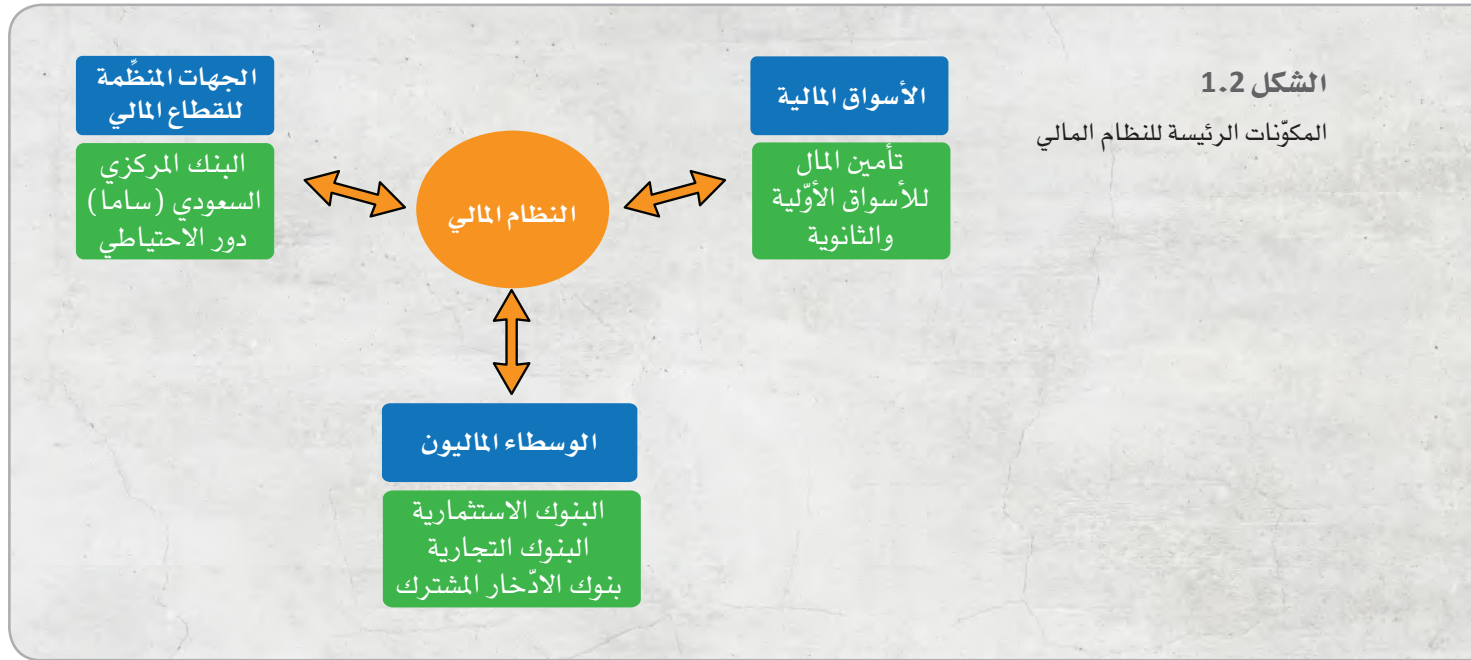 الشكل 1.2
المكوّنات الرئيسة للنظام المالي
الأسواق المالية
تأمين المال
للأسواق الأوّلية
والثانوية
النظام المالي
الجهات المنظِّمة
للقطاع المالي
البنك المركزي
السعودي (ساما)
دور الاحتياطي
الوسطاء الماليون
البنوك الاستثمارية
البنوك التجارية
بنوك الادّخار المشترك